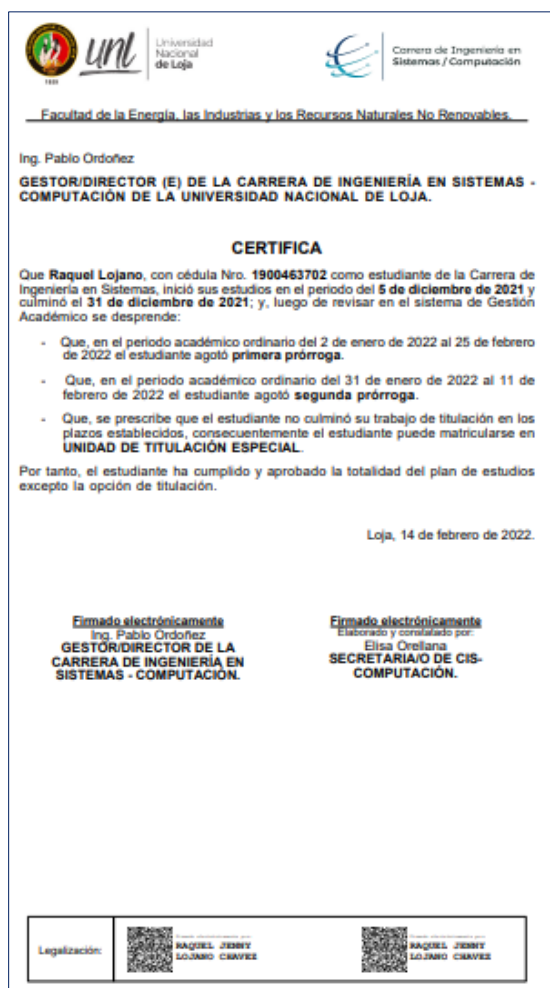 unl
Universidad
Nacional
de Loja
1859
Carrera de Ingeniería en
Sistemas / Computación
Facultad de la Energía, las Industrias y los Recursos Naturales No Renovables.
Ing. Pablo Ordoñez
GESTOR/DIRECTOR (E) DE LA CARRERA DE INGENIERÍA EN SISTEMAS -
COMPUTACIÓN DE LA UNIVERSIDAD NACIONAL DE LOJA.
CERTIFICA
Que Raquel Lojano, con cédula Nro. 1900463702 como estudiante de la Carrera de
Ingeniería en Sistemas, inició sus estudios en el periodo del 5 de diciembre de 2021 y
culminó el 31 de diciembre de 2021; y, luego de revisar en el sistema de Gestión
Académico se desprende:
- Que, en el periodo académico ordinario del 2 de enero de 2022 al 25 de febrero
de 2022 el estudiante agotó primera prórroga.
- Que, en el periodo académico ordinario del 31 de enero de 2022 al 11 de
febrero de 2022 el estudiante agotó segunda prórroga.
- Que, se prescribe que el estudiante no culminó su trabajo de titulación en los
plazos establecidos, consecuentemente el estudiante puede matricularse en
UNIDAD DE TITULACIÓN ESPECIAL.
Por tanto, el estudiante ha cumplido y aprobado la totalidad del plan de estudios
excepto la opción de titulación.
Loja, 14 de febrero de 2022.
Firmado electrónicamente
Ing. Pablo Ordoñez
GESTOR/DIRECTOR DE LA
CARRERA DE INGENIERÍA EN
SISTEMAS - COMPUTACIÓN.
Firmado electrónicamente
Elaborado y constatado por:
Elisa Orellana
SECRETARIA/O DE CIS-
COMPUTACIÓN.
Legalización:
Firmado electrónicamente por:
RAQUEL JENNY
LOJANO CHAVEZ
Firmado electrónicamente por:
RAQUEL JENNY
LOJANO CHAVEZ